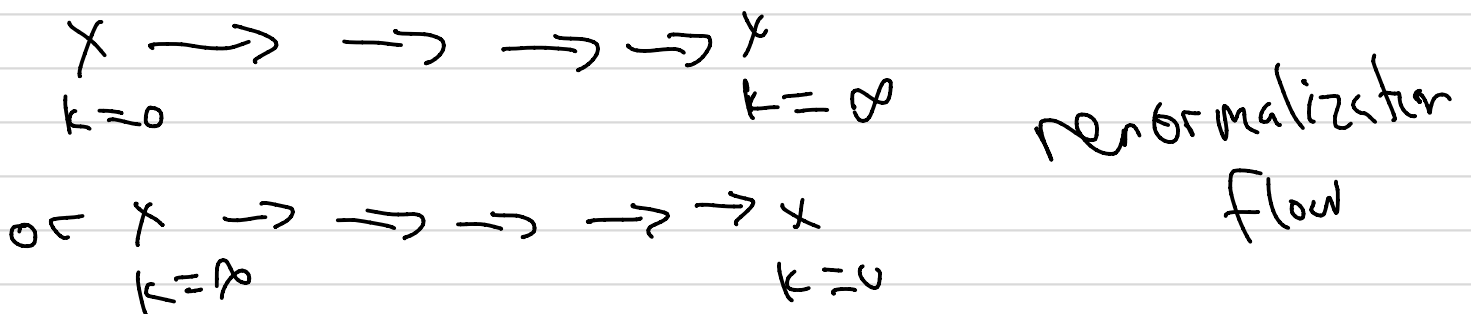 x → → → → x
k=0 k=∞
renormalization
or x → → → → → x
flow
k=∞ k=0